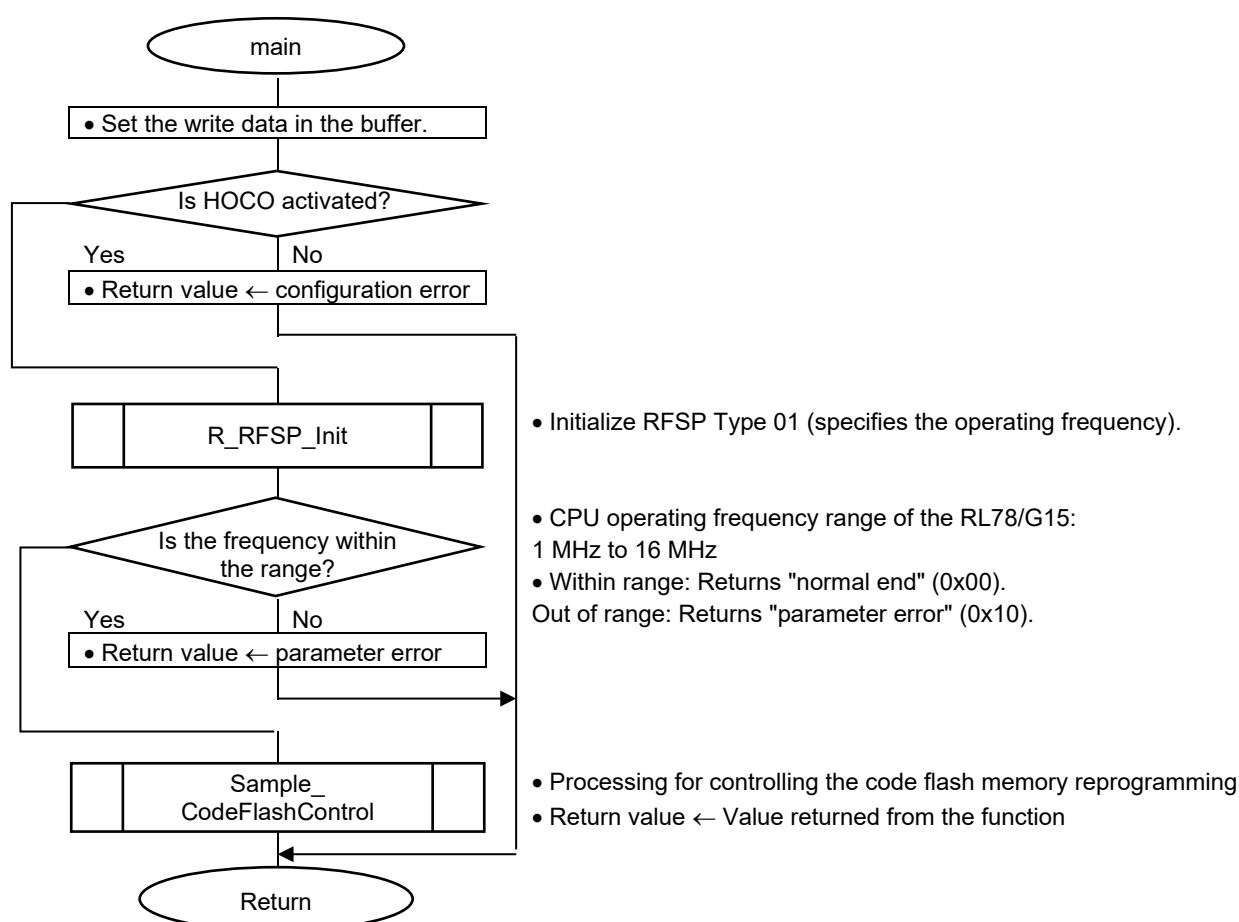 main
• Set the write data in the buffer.
Is HOCO activated?
Yes
No
• Return value ← configuration error
R_RFSP_Init
• Initialize RFSP Type 01 (specifies the operating frequency).
Is the frequency within
the range?
• CPU operating frequency range of the RL78/G15:
1 MHz to 16 MHz
• Within range: Returns "normal end" (0x00).
Out of range: Returns "parameter error" (0x10).
Yes
No
• Return value ← parameter error
Sample_
CodeFlashControl
• Processing for controlling the code flash memory reprogramming
• Return value ← Value returned from the function
Return